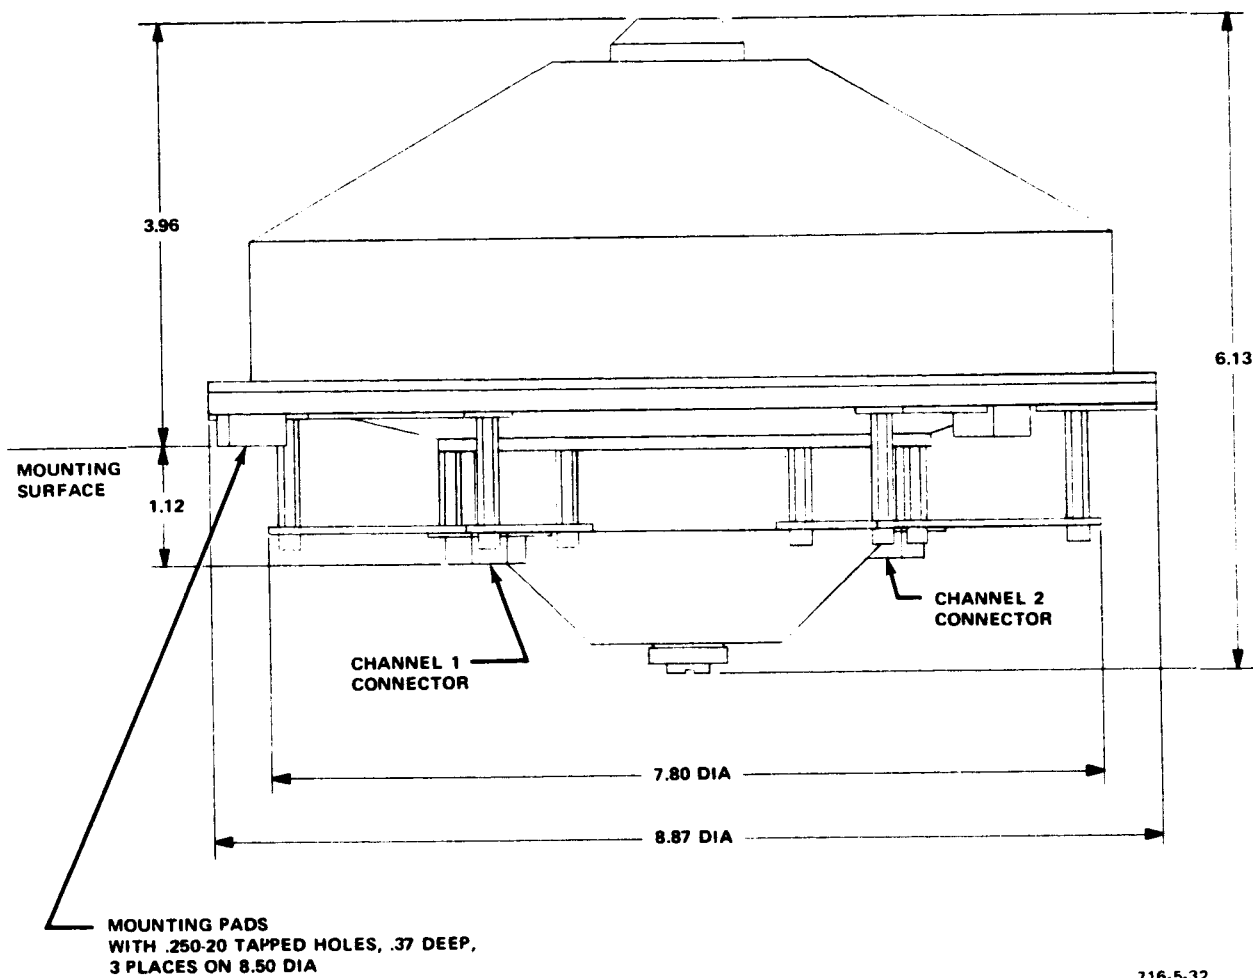 3.96
6.13
MOUNTING
SURFACE
1.12
CHANNEL 2
CONNECTOR
CHANNEL 1
CONNECTOR
7.80 DIA
8.87 DIA
MOUNTING PADS
WITH .250-20 TAPPED HOLES, .37 DEEP,
3 PLACES ON 8.50 DIA
716-5-32